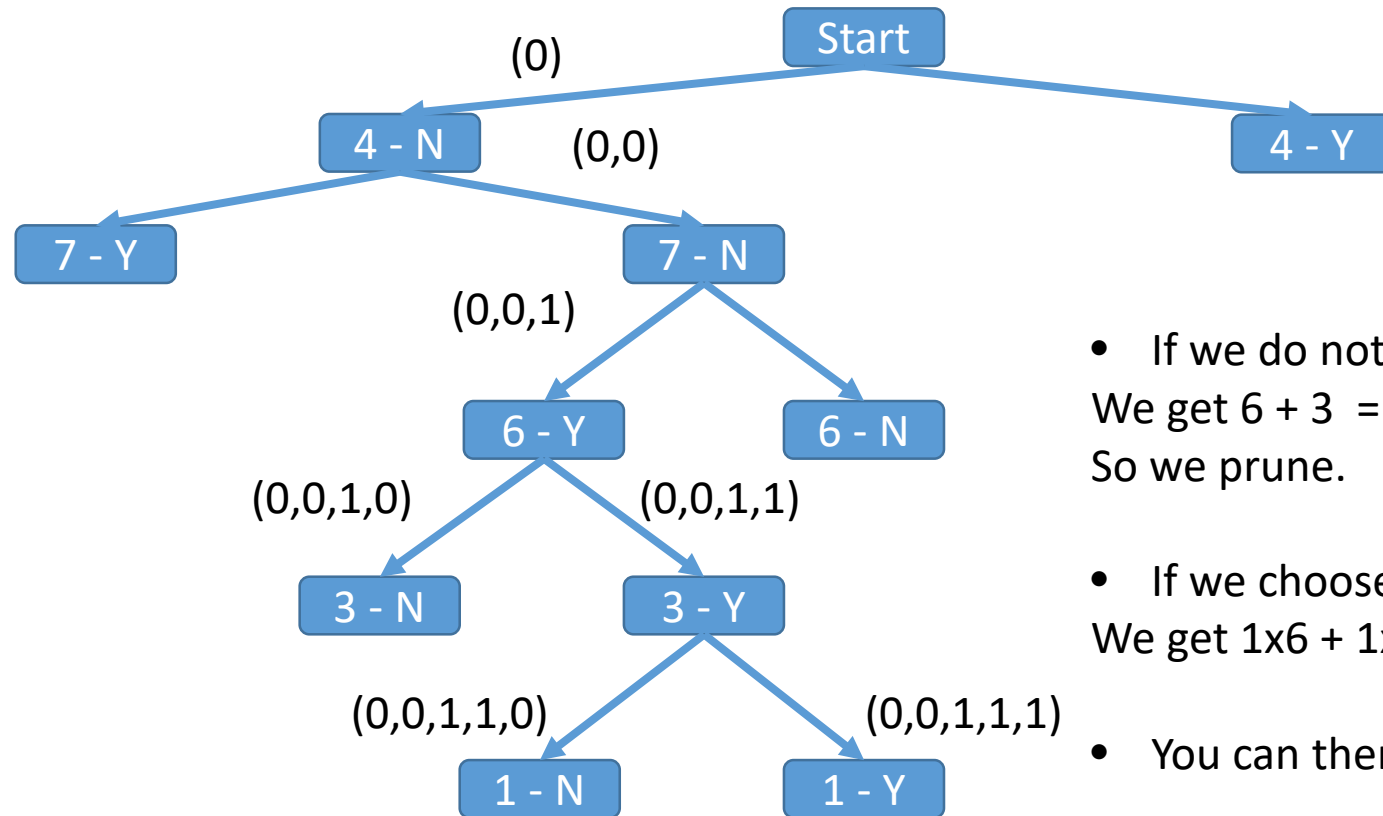 Start
(0)
4 - N
(0,0)
4 - Y
7 - Y
7 - N
(0,0,1)
6 - Y
6 - N
(0,0,1,0)
(0,0,1,1)
3 - N
3 - Y
(0,0,1,1,0)
(0,0,1,1,1)
1 - N
1 - Y
• If we do not
We get 6 + 3 =
So we prune.
• If we choose
We get 1x6 + 1x
• You can then